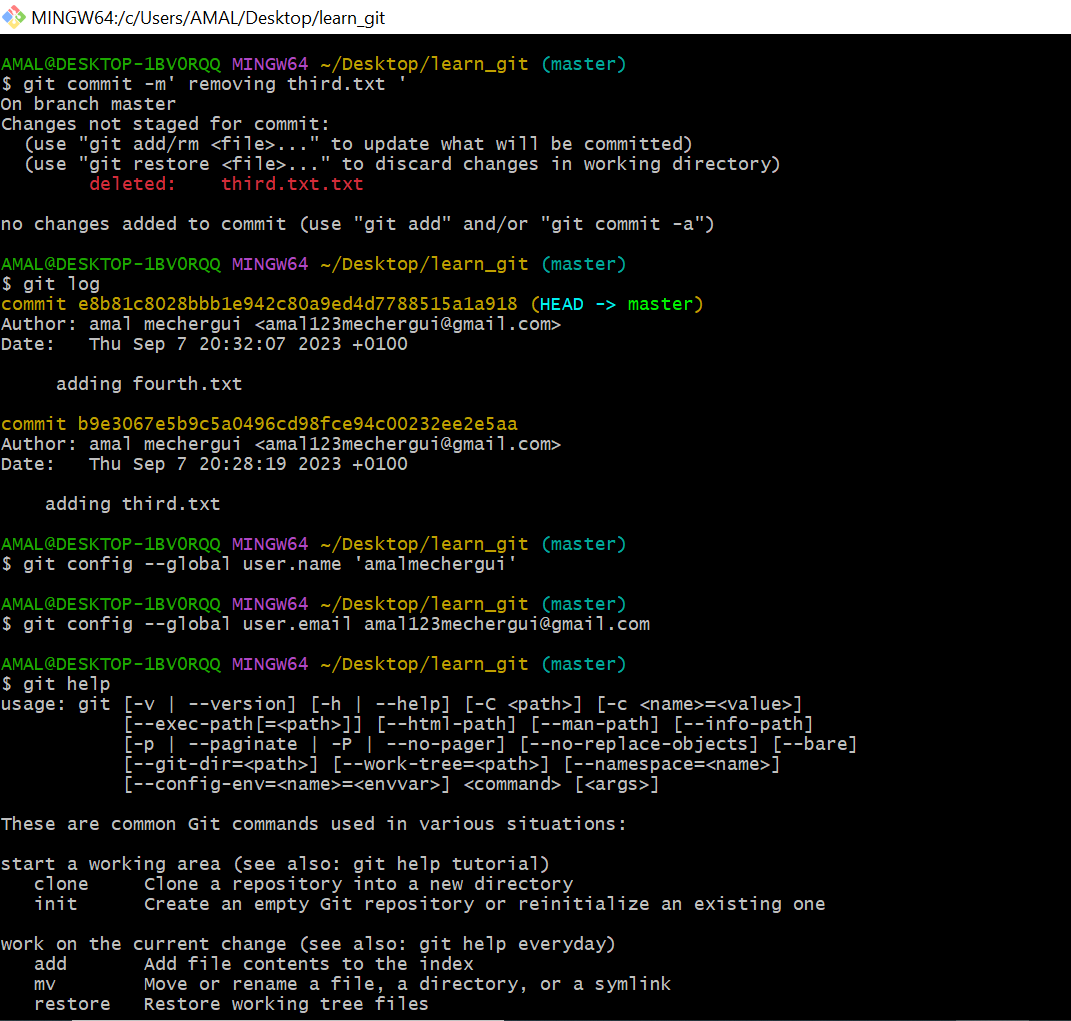 MINGW64:/c/Users/AMAL/Desktop/learn_git
AMAL@DESKTOP-1BV0RQQ MINGW64 ~/Desktop/learn_git (master)
$ git commit -m' removing third.txt '
On branch master
Changes not staged for commit:
  (use "git add/rm <file>..." to update what will be committed)
  (use "git restore <file>..." to discard changes in working directory)
        deleted:    third.txt.txt
no changes added to commit (use "git add" and/or "git commit -a")
AMAL@DESKTOP-1BV0RQQ MINGW64 ~/Desktop/learn_git (master)
$ git log
commit e8b81c8028bbb1e942c80a9ed4d7788515a1a918 (HEAD -> master)
Author: amal mechergui <amal123mechergui@gmail.com>
Date:   Thu Sep 7 20:32:07 2023 +0100
     adding fourth.txt
commit b9e3067e5b9c5a0496cd98fce94c00232ee2e5aa
Author: amal mechergui <amal123mechergui@gmail.com>
Date:   Thu Sep 7 20:28:19 2023 +0100
    adding third.txt
AMAL@DESKTOP-1BV0RQQ MINGW64 ~/Desktop/learn_git (master)
$ git config --global user.name 'amalmechergui'
AMAL@DESKTOP-1BV0RQQ MINGW64 ~/Desktop/learn_git (master)
$ git config --global user.email amal123mechergui@gmail.com
AMAL@DESKTOP-1BV0RQQ MINGW64 ~/Desktop/learn_git (master)
$ git help
usage: git [-v | --version] [-h | --help] [-C <path>] [-c <name>=<value>]
           [--exec-path[=<path>]] [--html-path] [--man-path] [--info-path]
           [-p | --paginate | -P | --no-pager] [--no-replace-objects] [--bare]
           [--git-dir=<path>] [--work-tree=<path>] [--namespace=<name>]
           [--config-env=<name>=<envvar>] <command> [<args>]
These are common Git commands used in various situations:
start a working area (see also: git help tutorial)
   clone     Clone a repository into a new directory
   init      Create an empty Git repository or reinitialize an existing one
work on the current change (see also: git help everyday)
   add       Add file contents to the index
   mv        Move or rename a file, a directory, or a symlink
   restore   Restore working tree files